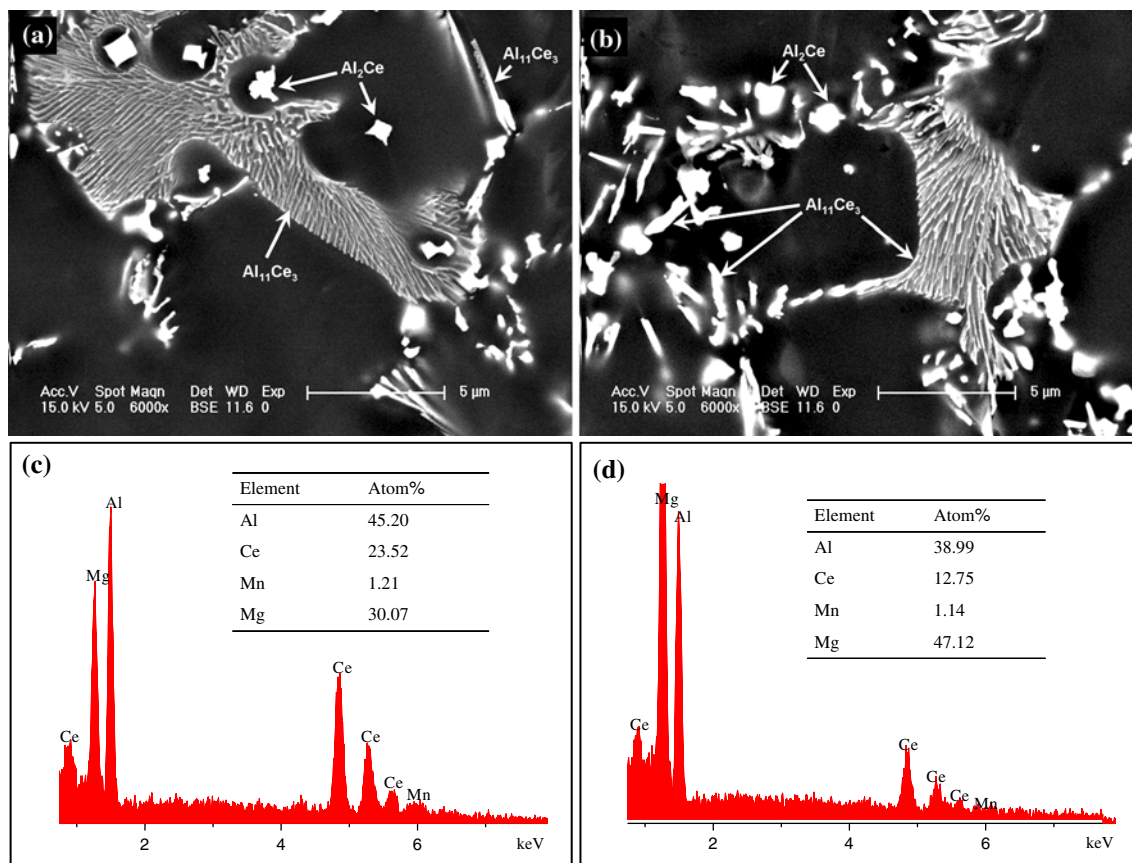 (a)
Al2Ce
Al11Ce3
Al11Ce3
Acc.V Spot Magn Det WD Exp
15.0 kV 5.0 6000x BSE 11.6 0
5 µm
(b)
Al2Ce
Al11Ce3
Acc.V Spot Magn Det WD Exp
15.0 kV 5.0 6000x BSE 11.6 0
5 µm
(c)
Element Atom%
Al 45.20
Ce 23.52
Mn 1.21
Mg 30.07
Al
Mg
Ce
Ce
Ce
Ce
Mn
2 4 6 keV
(d)
Element Atom%
Al 38.99
Ce 12.75
Mn 1.14
Mg 47.12
Mg
Al
Ce
Ce
Ce
Ce
Mn
2 4 6 keV